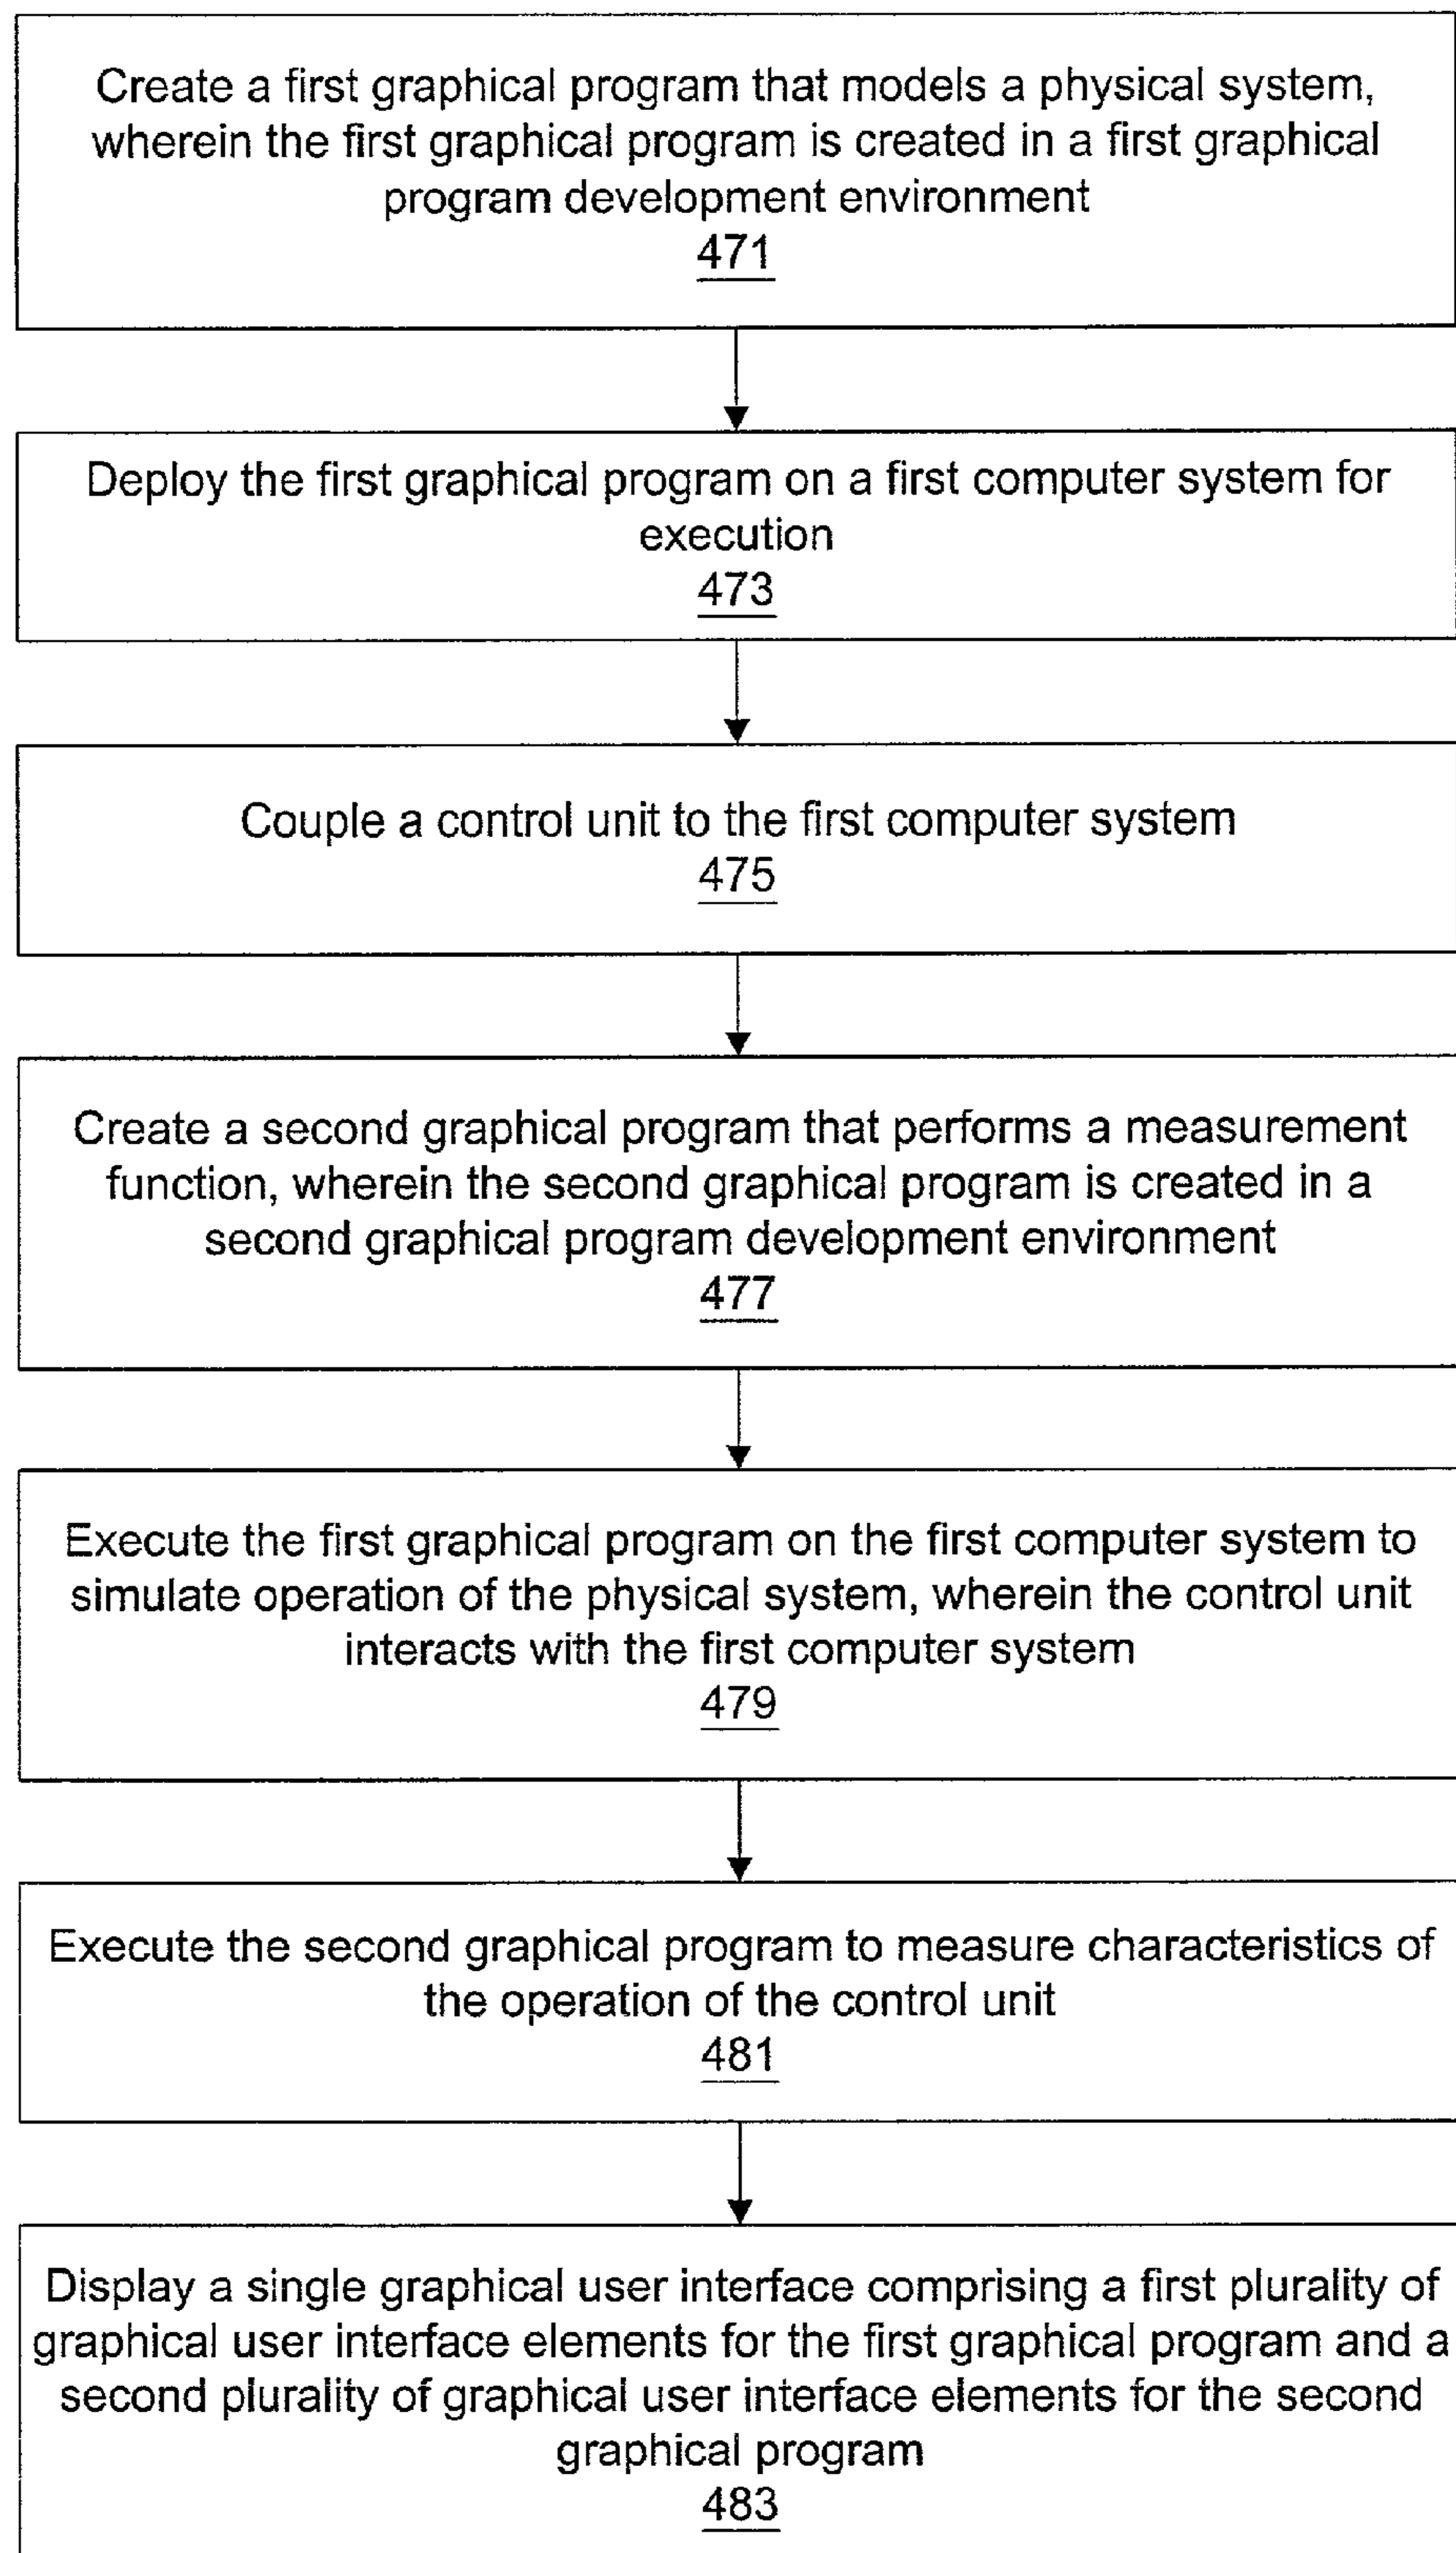 Create a first graphical program that models a physical system,
wherein the first graphical program is created in a first graphical
program development environment
471
Deploy the first graphical program on a first computer system for
execution
473
Couple a control unit to the first computer system
475
Create a second graphical program that performs a measurement
function, wherein the second graphical program is created in a
second graphical program development environment
477
Execute the first graphical program on the first computer system to
simulate operation of the physical system, wherein the control unit
interacts with the first computer system
479
Execute the second graphical program to measure characteristics of
the operation of the control unit
481
Display a single graphical user interface comprising a first plurality of
graphical user interface elements for the first graphical program and a
second plurality of graphical user interface elements for the second
graphical program
483